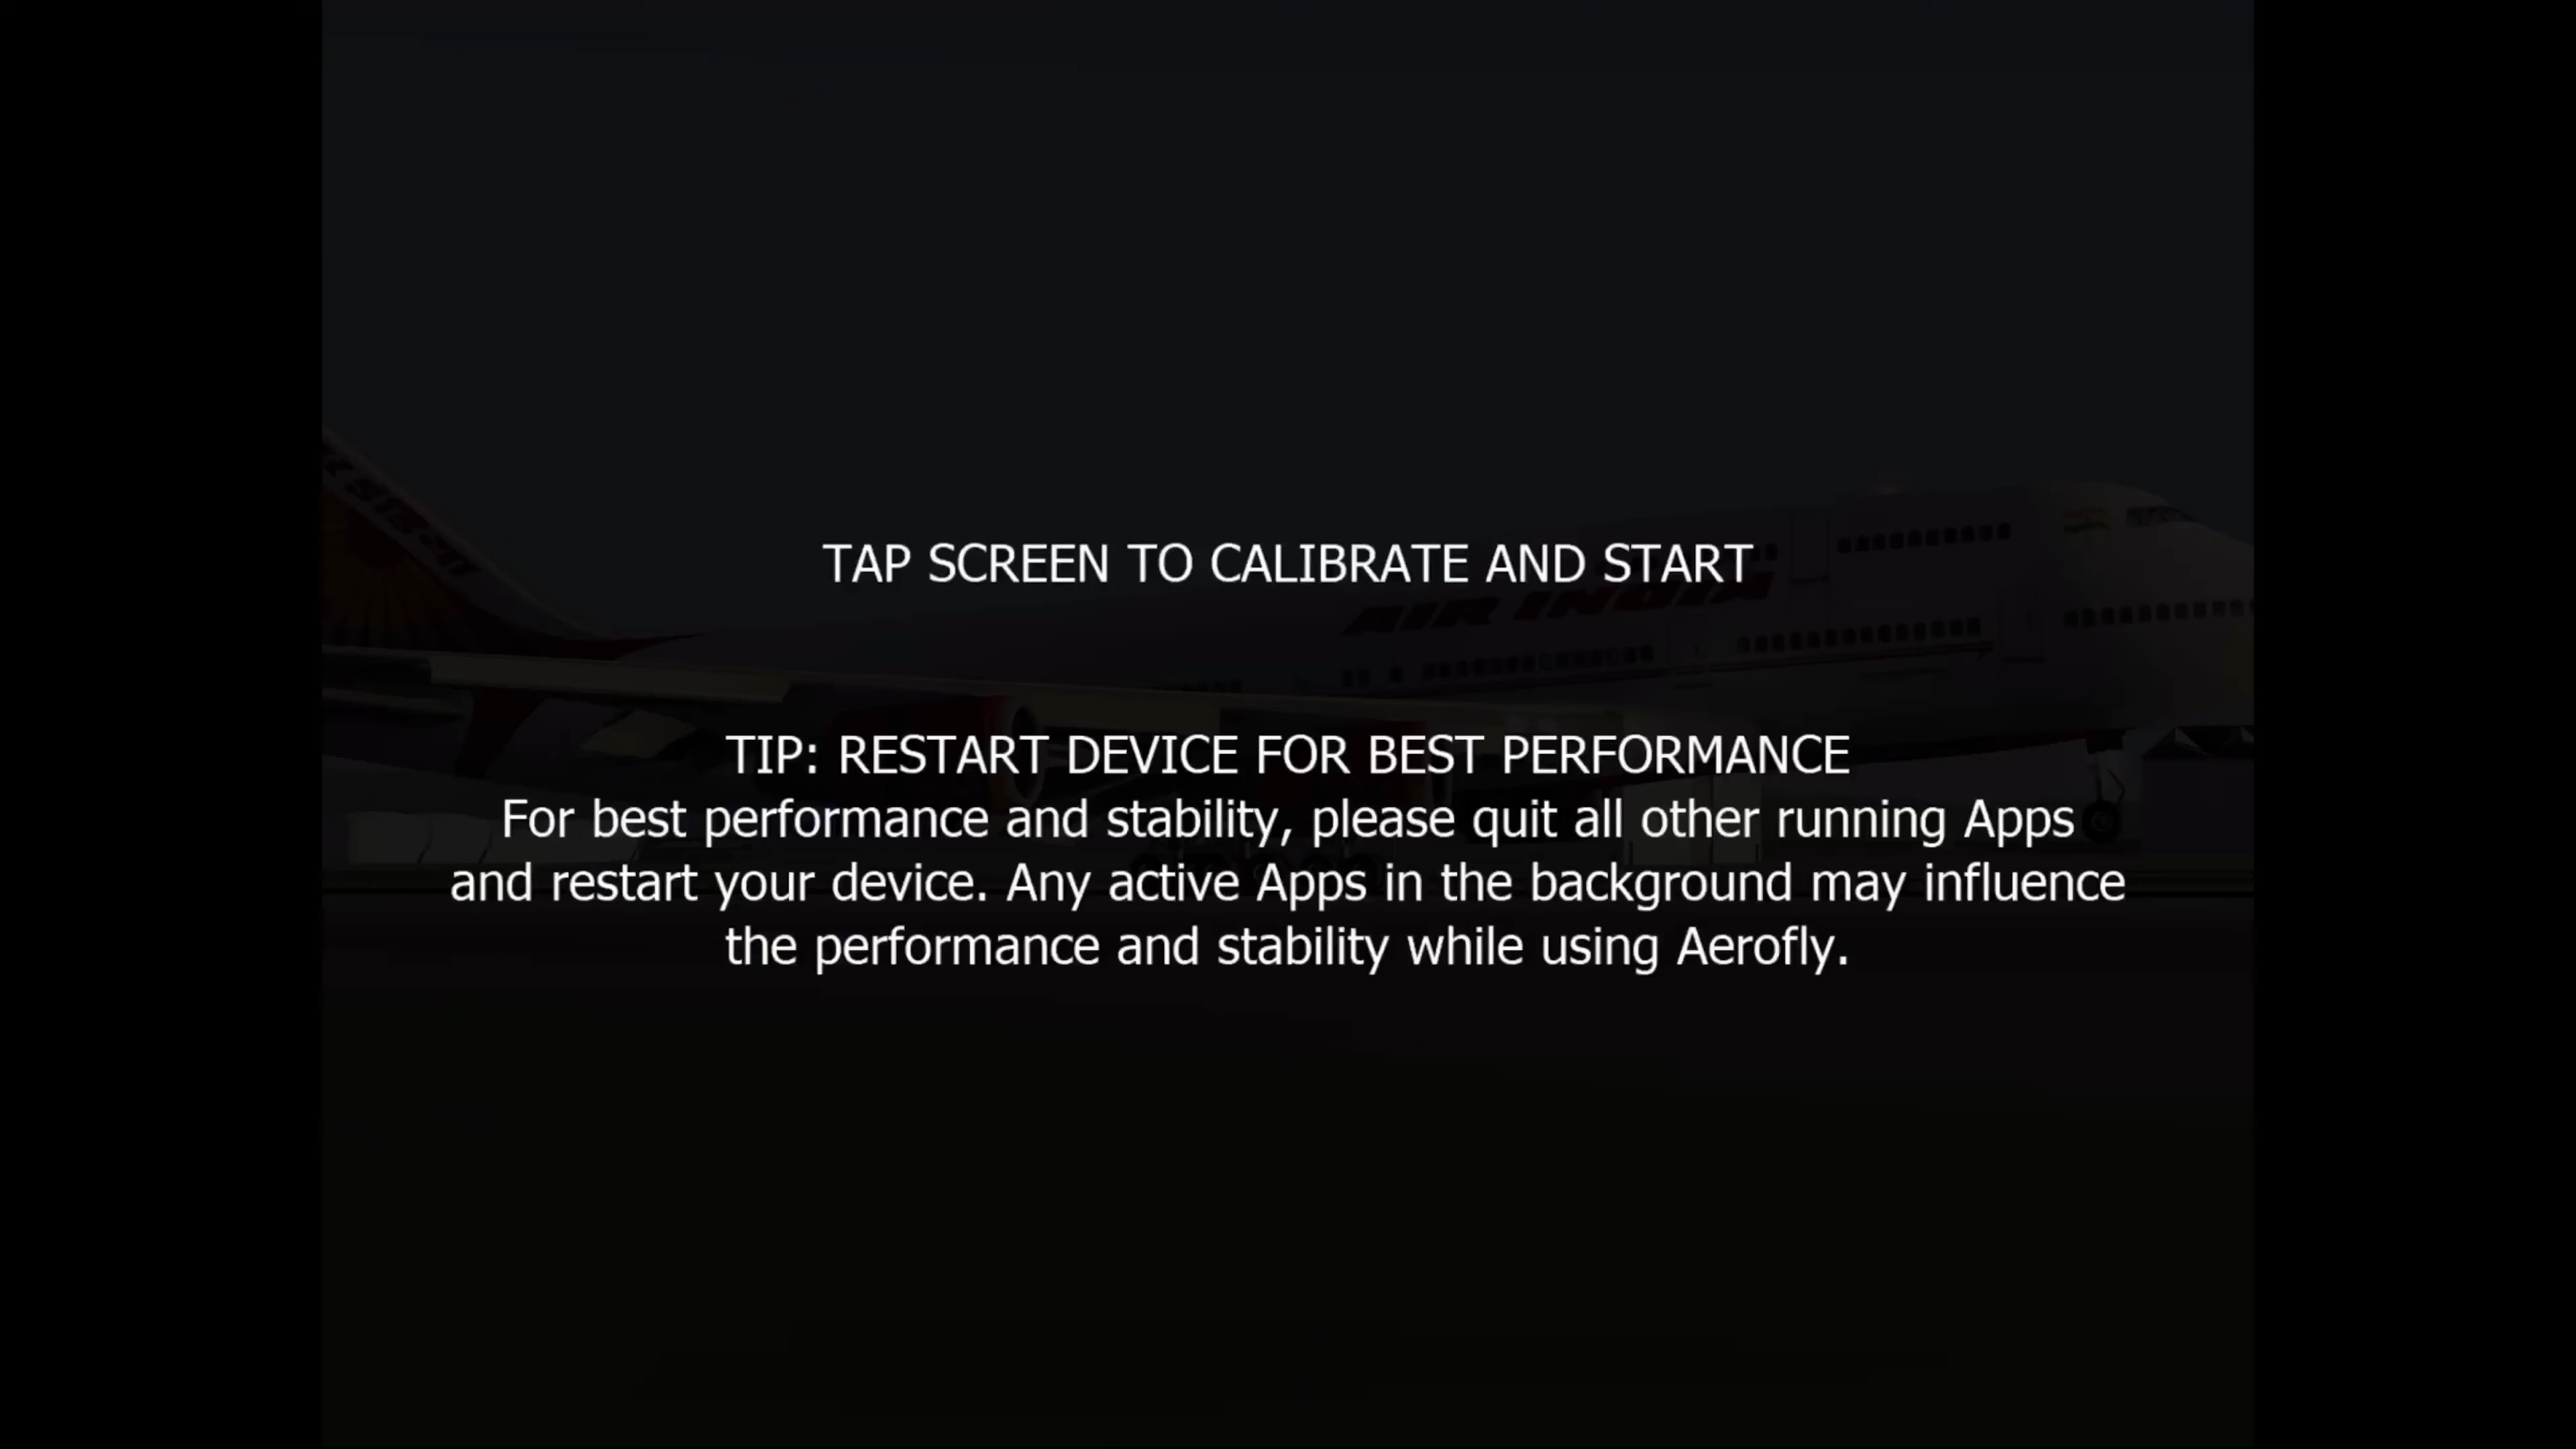 TAP SCREEN TO CALIBRATE AND START
AIR INDIA
TIP: RESTART DEVICE FOR BEST PERFORMANCE
For best performance and stability, please quit all other running Apps
and restart your device. Any active Apps in the background may influence
the performance and stability while using Aerofly.